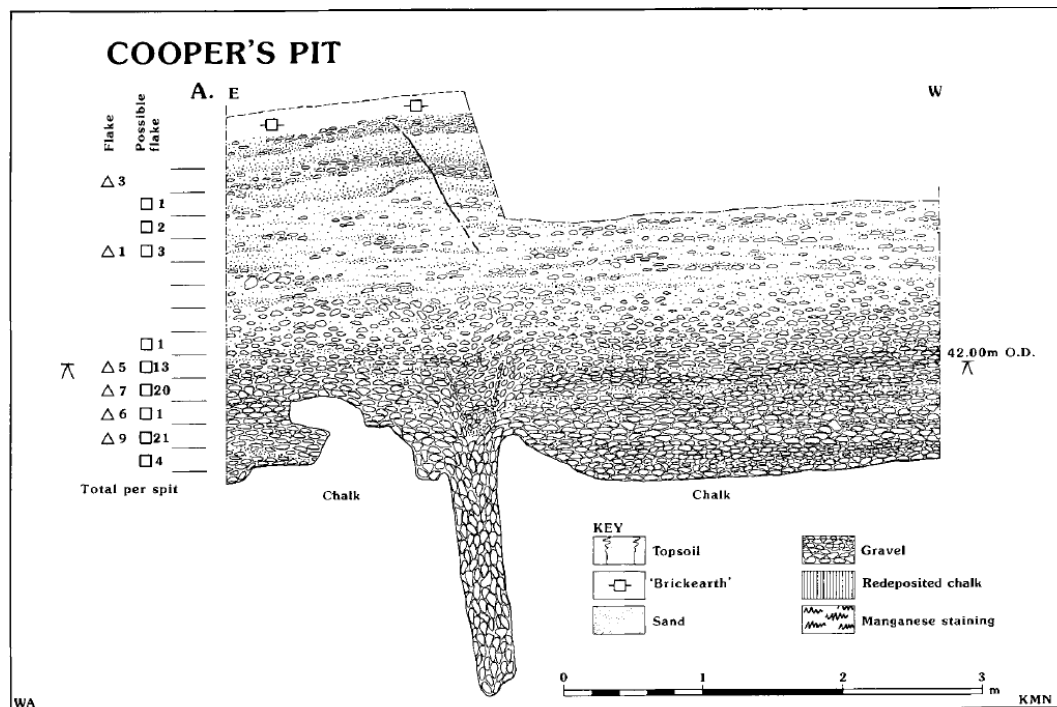 COOPER'S PIT
A. E
W
Flake
Possible
flake
△ 3
□ 1
□ 2
△ 1 □ 3
□ 1
△ 5 □ 13
△ 7 □ 20
△ 6 □ 1
△ 9 □ 21
□ 4
Total per spit
42.00m O.D.
Chalk
Chalk
KEY
Topsoil
'Brickearth'
Sand
Gravel
Redeposited chalk
Manganese staining
0 1 2 3
m
WA
KMN